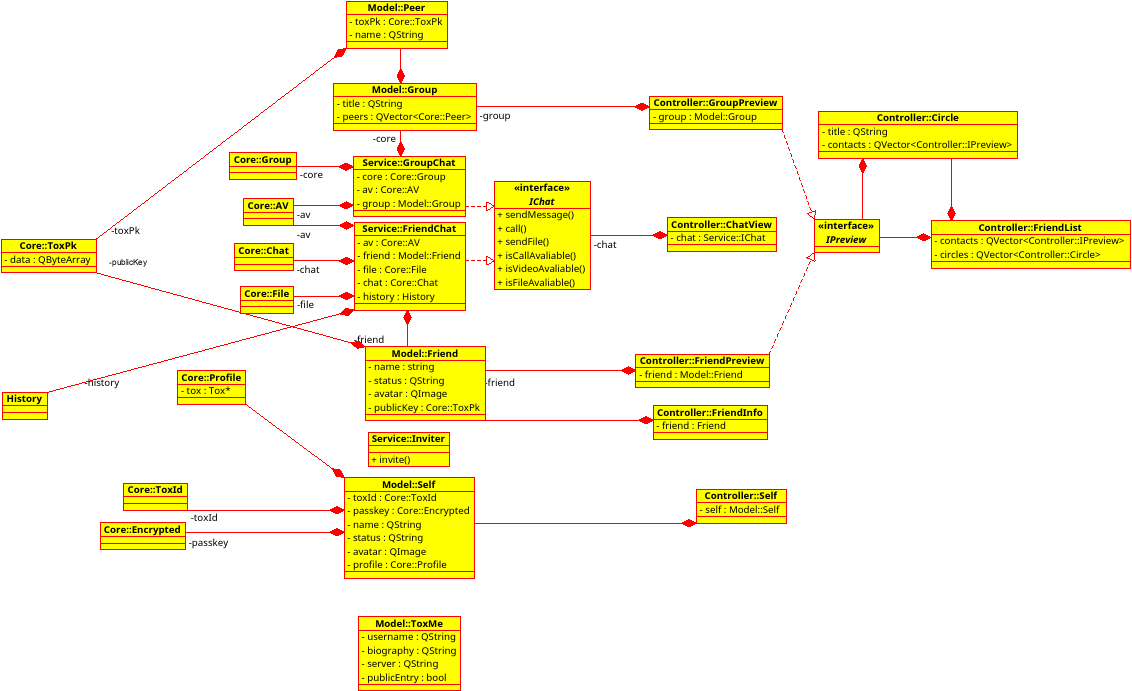 Model::Peer
- toxPk : Core::ToxPk
- name : QString
Model::Group
- title : QString
- peers : QVector<Core::Peer>
-group
-core
Controller::GroupPreview
- group : Model::Group
Controller::Circle
- title : QString
- contacts : QVector<Controller::IPreview>
Core::Group
-core
Service::GroupChat
- core : Core::Group
- av : Core::AV
- group : Model::Group
Core::AV
-av
-av
«interface»
IChat
+ sendMessage()
+ call()
+ sendFile()
+ isCallAvaliable()
+ isVideoAvaliable()
+ isFileAvaliable()
-chat
Controller::ChatView
- chat : Service::IChat
«interface»
IPreview
Controller::FriendList
- contacts : QVector<Controller::IPreview>
- circles : QVector<Controller::Circle>
-toxPk
Core::ToxPk
- data : QByteArray
-publicKey
Service::FriendChat
- av : Core::AV
- friend : Model::Friend
- file : Core::File
- chat : Core::Chat
- history : History
Core::Chat
-chat
Core::File
-file
-friend
Model::Friend
- name : string
- status : QString
- avatar : QImage
- publicKey : Core::ToxPk
-friend
Controller::FriendPreview
- friend : Model::Friend
-history
History
Core::Profile
- tox : Tox*
Controller::FriendInfo
- friend : Friend
Service::Inviter
+ invite()
Core::ToxId
-toxId
Core::Encrypted
-passkey
Model::Self
- toxId : Core::ToxId
- passkey : Core::Encrypted
- name : QString
- status : QString
- avatar : QImage
- profile : Core::Profile
Controller::Self
- self : Model::Self
Model::ToxMe
- username : QString
- biography : QString
- server : QString
- publicEntry : bool